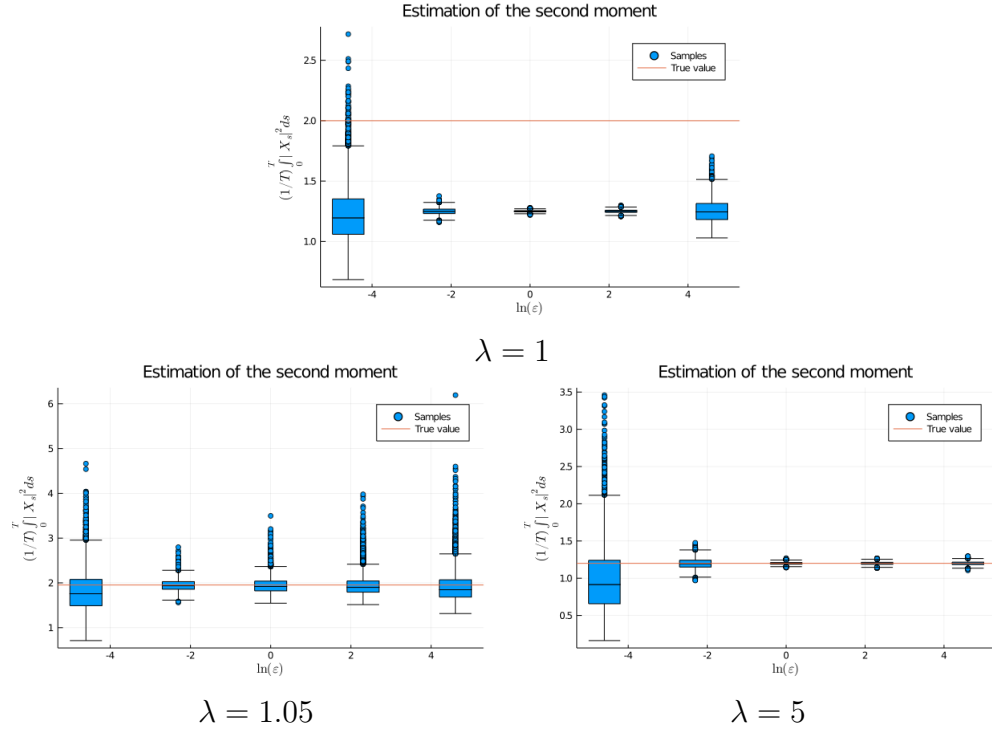 Estimation of the second moment
(1/T) ∫₀ᵀ |X_s|² ds
2.5
2.0
1.5
1.0
Samples
True value
-4 -2 0 2 4
ln(ε)
λ = 1
Estimation of the second moment
(1/T) ∫₀ᵀ |X_s|² ds
6
5
4
3
2
1
Samples
True value
-4 -2 0 2 4
ln(ε)
λ = 1.05
Estimation of the second moment
(1/T) ∫₀ᵀ |X_s|² ds
3.5
3.0
2.5
2.0
1.5
1.0
0.5
Samples
True value
-4 -2 0 2 4
ln(ε)
λ = 5